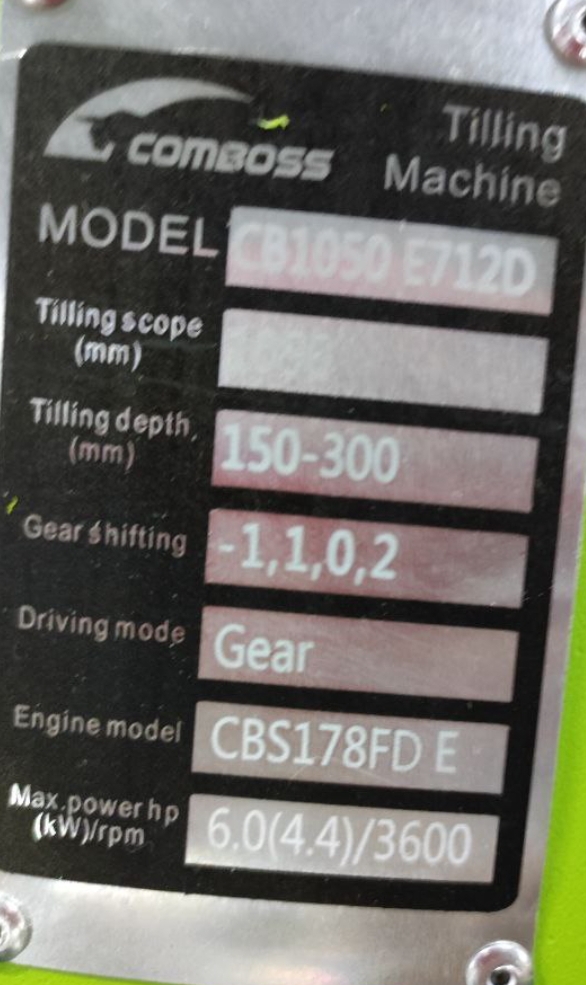 COMBOSS
Tilling
Machine
MODEL CB1050 E712D
Tilling scope
(mm)
Tilling depth,
(mm)
150-300
Gear shifting -1,1,0,2
Driving mode Gear
Engine model CBS178FD E
Max.power hp
(kW)/rpm
6.0(4.4)/3600